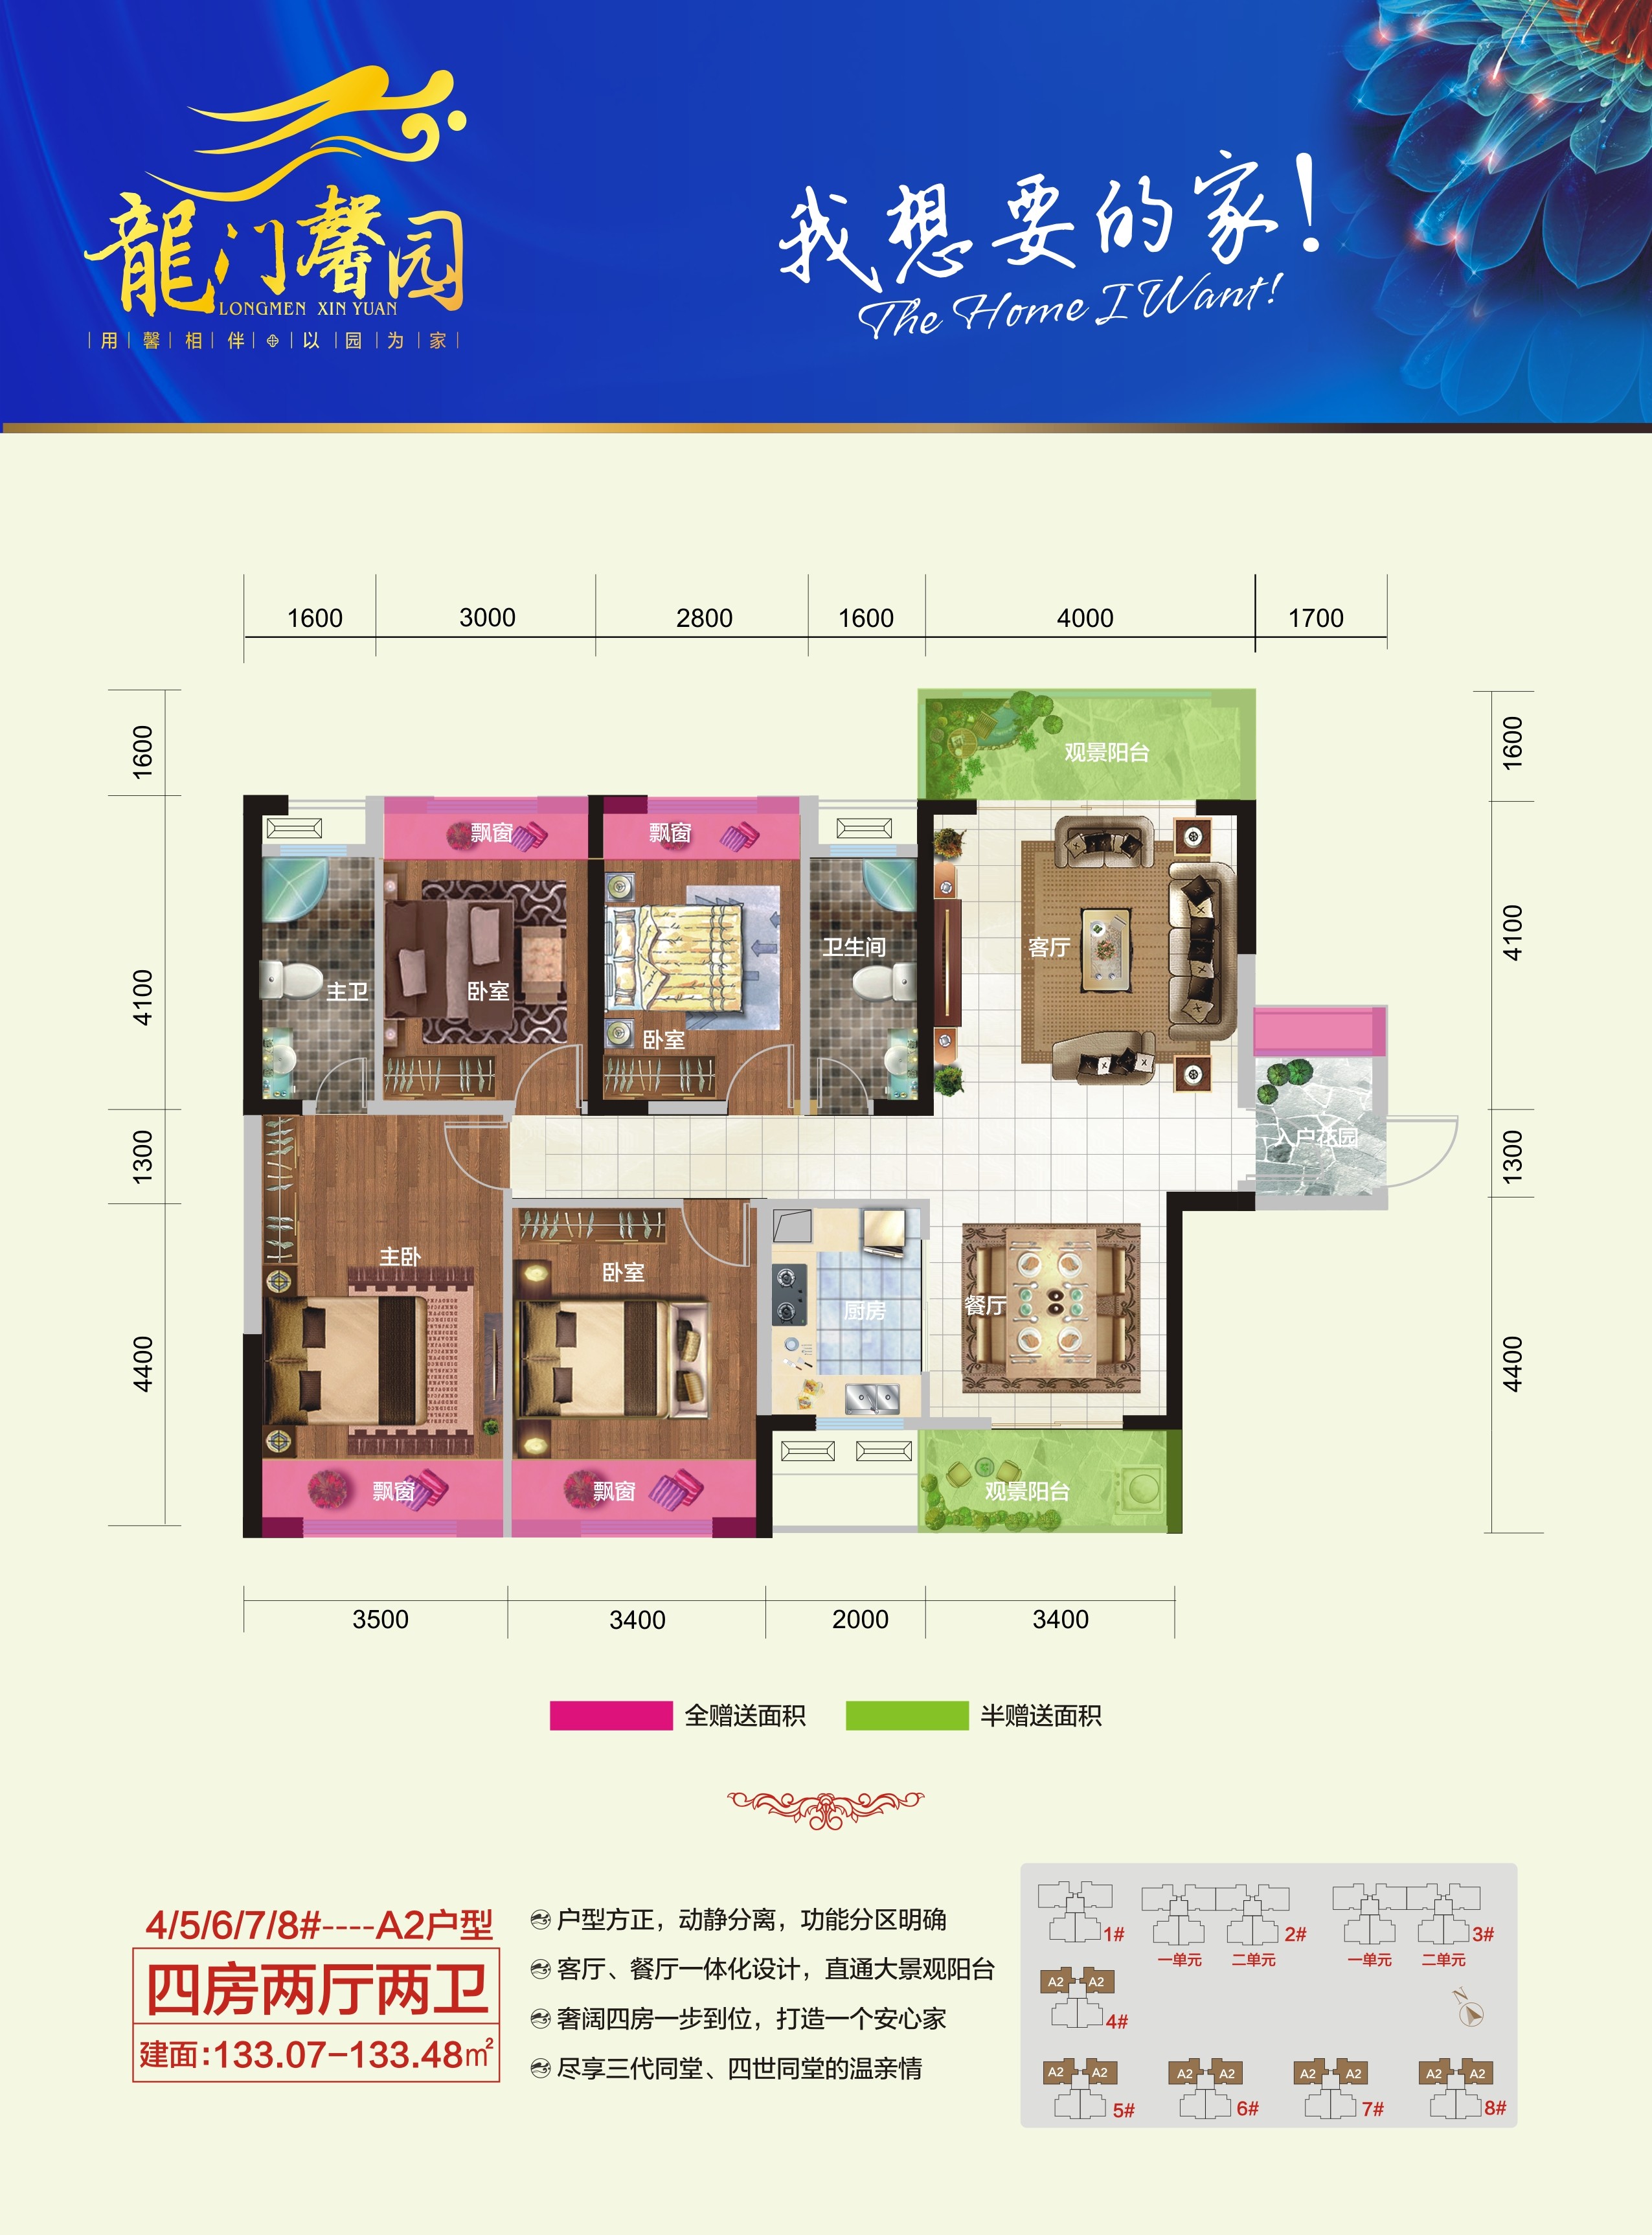 龍门馨园
LONGMEN XIN YUAN
用馨相伴 以园为家
我想要的家!
The Home I Want!
1600 3000 2800 1600 4000 1700
1600 4100 1300 4400
1600 4100 1300 4400
观景阳台
飘窗 飘窗
主卫 卧室 卧室 卫生间 客厅
入户花园
主卧 卧室 厨房 餐厅
飘窗 飘窗 观景阳台
3500 3400 2000 3400
全赠送面积 半赠送面积
4/5/6/7/8#----A2户型
四房两厅两卫
建面:133.07-133.48㎡
户型方正，动静分离，功能分区明确
客厅、餐厅一体化设计，直通大景观阳台
奢阔四房一步到位，打造一个安心家
尽享三代同堂、四世同堂的温亲情
1# 2# 3#
一单元 二单元 一单元 二单元
A2 A2
4#
N
A2 A2 A2 A2 A2 A2 A2 A2
5# 6# 7# 8#